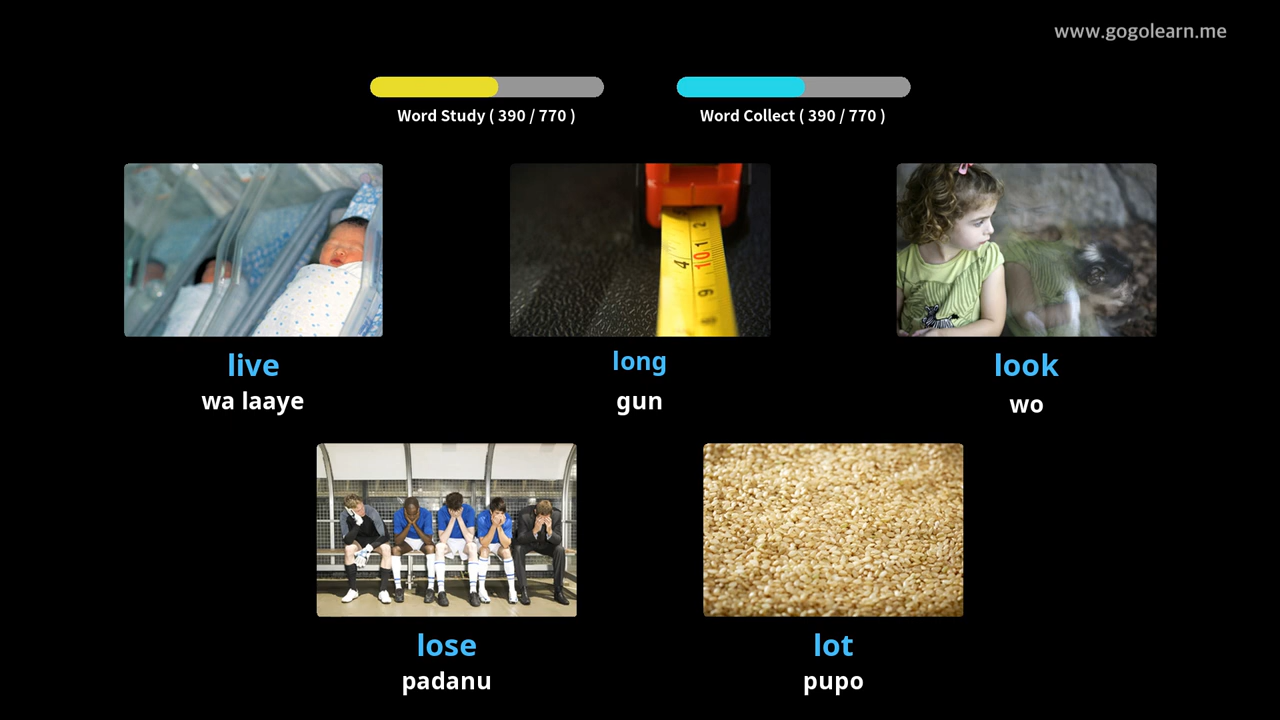 www.gogolearn.me
Word Study ( 390 / 770 )
Word Collect ( 390 / 770 )
live
wa laaye
long
gun
look
wo
lose
padanu
lot
pupo